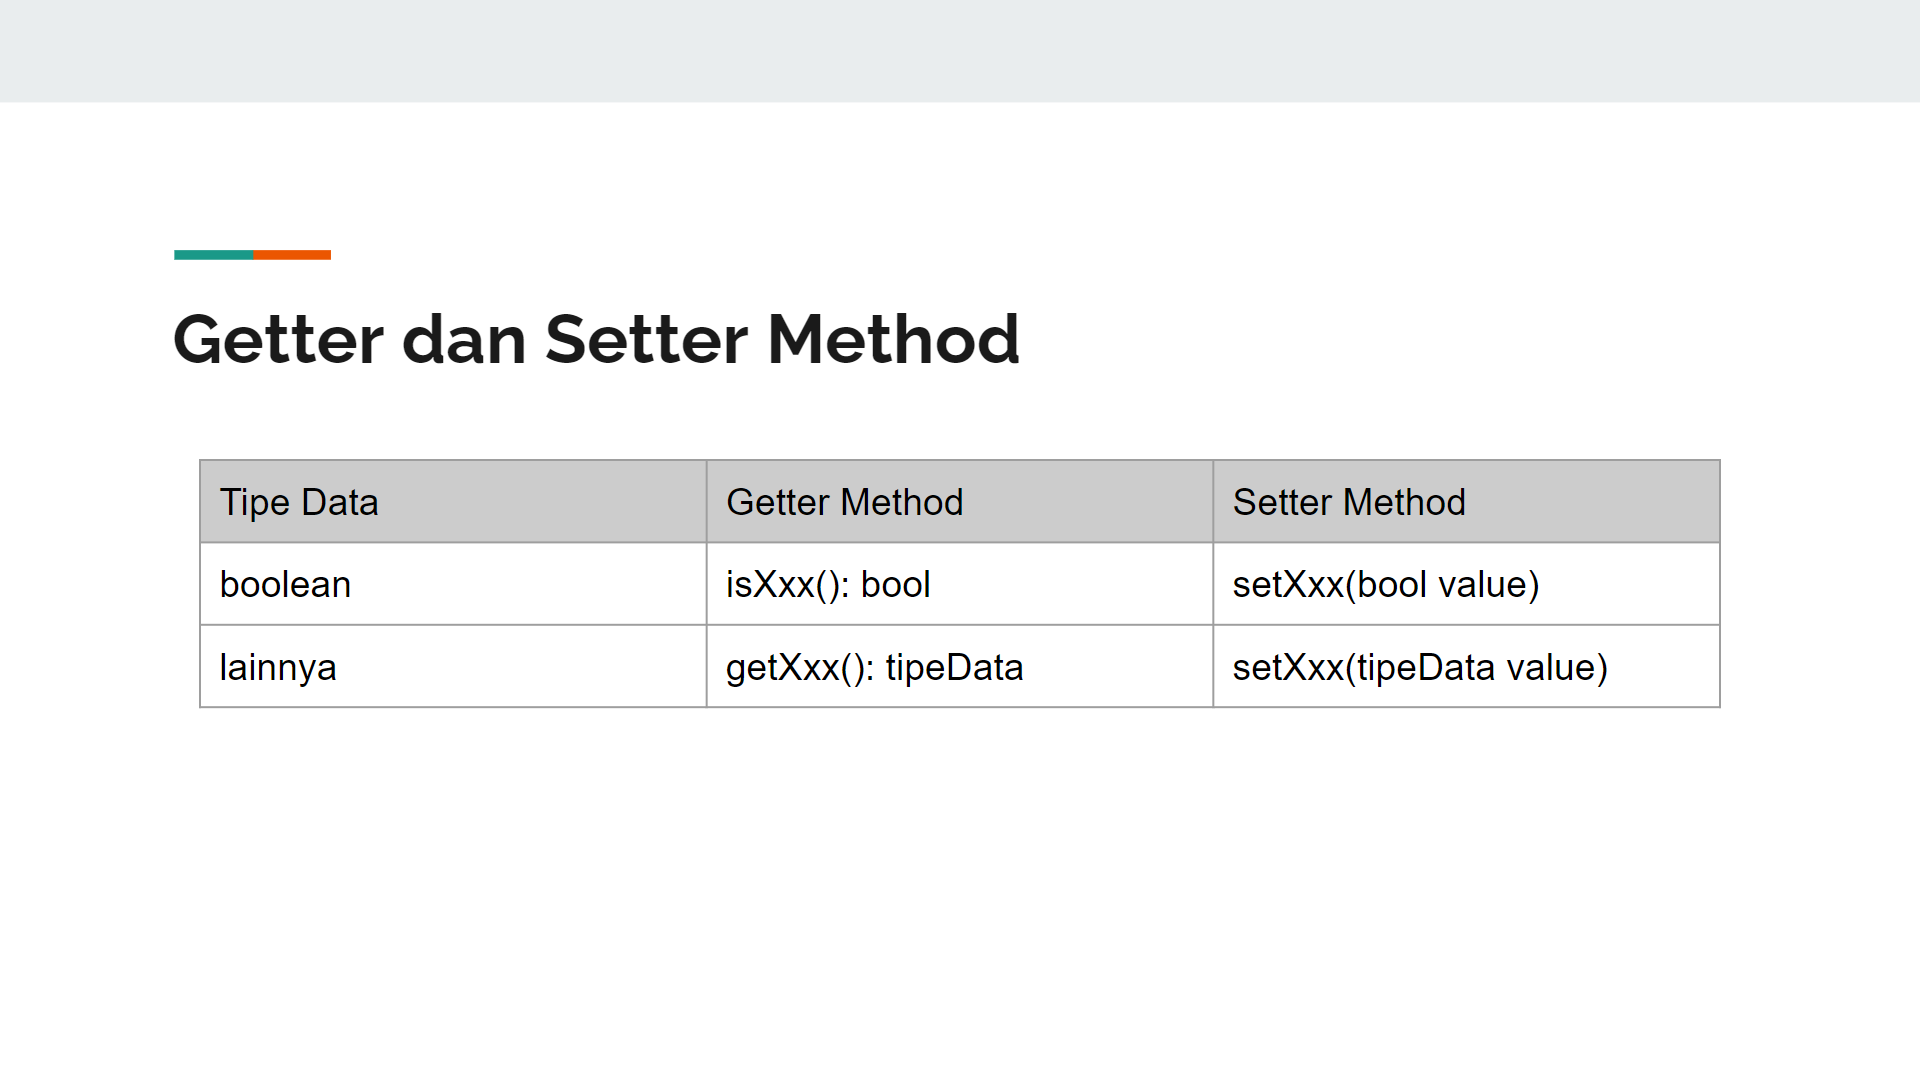 Getter dan Setter Method
Tipe Data Getter Method Setter Method
boolean isXxx(): bool setXxx(bool value)
lainnya getXxx(): tipeData setXxx(tipeData value)